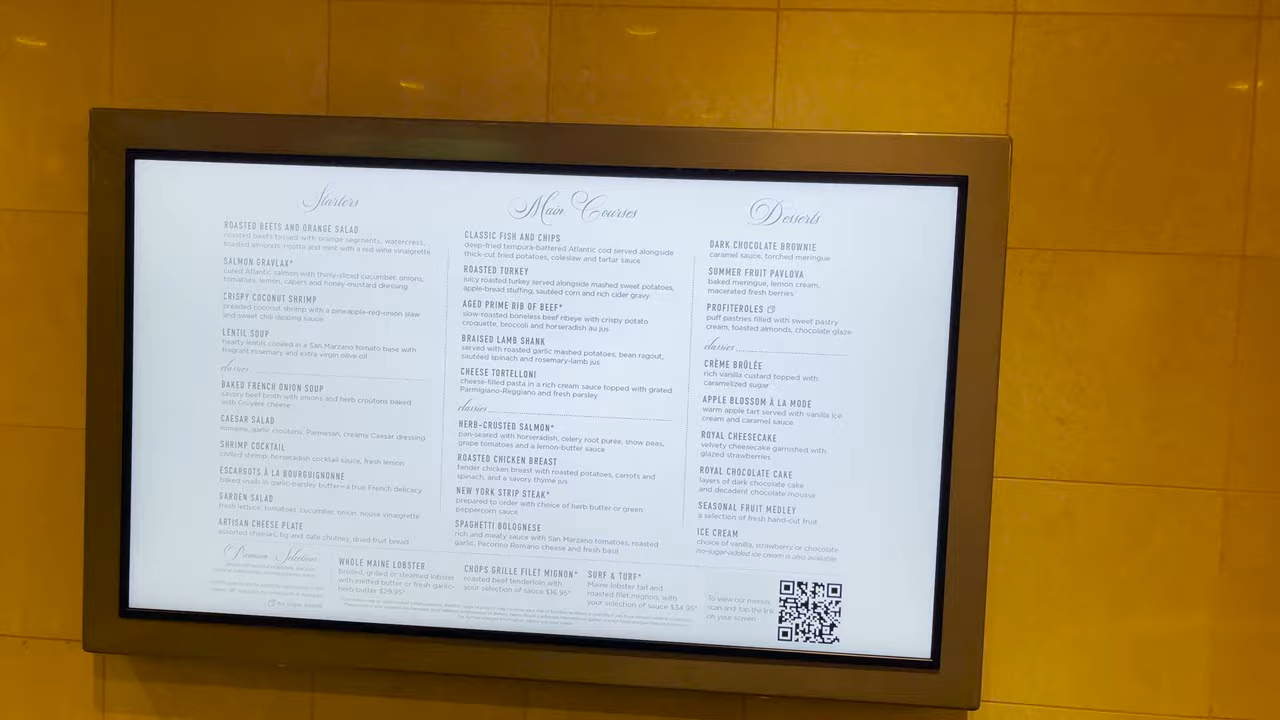 Starters
ROASTED BEETS AND ORANGE SALAD
roasted beets tossed with orange segments, watercress,
toasted almonds, ricotta and mint with a red wine vinaigrette
SALMON GRAVLAX*
cured Atlantic salmon with thinly-sliced cucumber, onions,
tomatoes, lemon, capers and honey-mustard dressing
CRISPY COCONUT SHRIMP
breaded coconut shrimp with a pineapple-red-onion slaw
and sweet chili dipping sauce
LENTIL SOUP
hearty lentils cooked in a San Marzano tomato base with
fragrant rosemary and extra virgin olive oil
classics
BAKED FRENCH ONION SOUP
savory beef broth with onions and herb croûtons baked
with Gruyère cheese
CAESAR SALAD
romaine, garlic croutons, Parmesan, creamy Caesar dressing
SHRIMP COCKTAIL
chilled shrimp, horseradish cocktail sauce, fresh lemon
ESCARGOTS À LA BOURGUIGNONNE
baked snails in garlic-parsley butter—a true French delicacy
GARDEN SALAD
fresh lettuce, tomatoes, cucumber, onion, house vinaigrette
ARTISAN CHEESE PLATE
assorted cheeses, fig and date chutney, dried fruit bread
Main Courses
CLASSIC FISH AND CHIPS
deep-fried tempura-battered Atlantic cod served alongside
thick-cut fried potatoes, coleslaw and tartar sauce
ROASTED TURKEY
juicy roasted turkey served alongside mashed sweet potatoes,
apple-bread stuffing, sautéed corn and rich cider gravy
AGED PRIME RIB OF BEEF*
slow-roasted boneless beef ribeye with crispy potato
croquette, broccoli and horseradish au jus
BRAISED LAMB SHANK
served with roasted garlic mashed potatoes, bean ragout,
sautéed spinach and rosemary-lamb jus
CHEESE TORTELLONI
cheese-filled pasta in a rich cream sauce topped with grated
Parmigiano-Reggiano and fresh parsley
classics
HERB-CRUSTED SALMON*
pan-seared with horseradish, celery root purée, snow peas,
grape tomatoes and a lemon-butter sauce
ROASTED CHICKEN BREAST
tender chicken breast with roasted potatoes, carrots and
spinach, and a savory thyme jus
NEW YORK STRIP STEAK*
prepared to order with choice of herb butter or green
peppercorn sauce
SPAGHETTI BOLOGNESE
rich and meaty sauce with San Marzano tomatoes, roasted
garlic, Pecorino Romano cheese and fresh basil
Desserts
DARK CHOCOLATE BROWNIE
caramel sauce, torched meringue
SUMMER FRUIT PAVLOVA
baked meringue, lemon cream,
macerated fresh berries
PROFITEROLES
puff pastries filled with sweet pastry
cream, toasted almonds, chocolate glaze
classics
CRÈME BRÛLÉE
rich vanilla custard topped with
caramelized sugar
APPLE BLOSSOM À LA MODE
warm apple tart served with vanilla ice
cream and caramel sauce
ROYAL CHEESECAKE
velvety cheesecake garnished with
glazed strawberries
ROYAL CHOCOLATE CAKE
layers of dark chocolate cake
and decadent chocolate mousse
SEASONAL FRUIT MEDLEY
a selection of fresh hand-cut fruit
ICE CREAM
choice of vanilla, strawberry or chocolate
no-sugar-added ice cream is also available
Premium Selections
WHOLE MAINE LOBSTER
broiled, grilled or steamed lobster
with melted butter or fresh garlic-
herb butter $29.95*
CHOPS GRILLE FILET MIGNON*
roasted beef tenderloin with
your selection of sauce $16.95*
SURF & TURF*
Maine lobster tail and
roasted filet mignon, with
your selection of sauce $34.95*
To view our menus,
scan and tap the link
on your screen